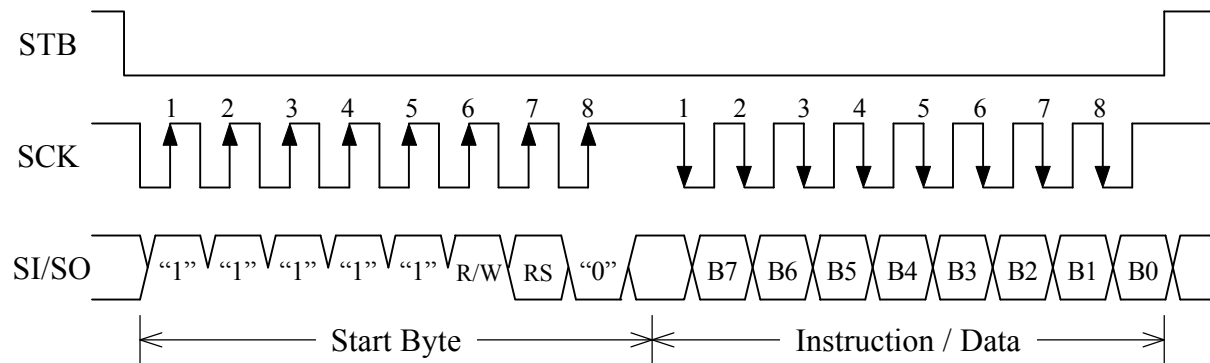 STB
1 2 3 4 5 6 7 8 1 2 3 4 5 6 7 8
SCK
SI/SO “1” “1” “1” “1” “1” R/W RS “0” B7 B6 B5 B4 B3 B2 B1 B0
Start Byte Instruction / Data